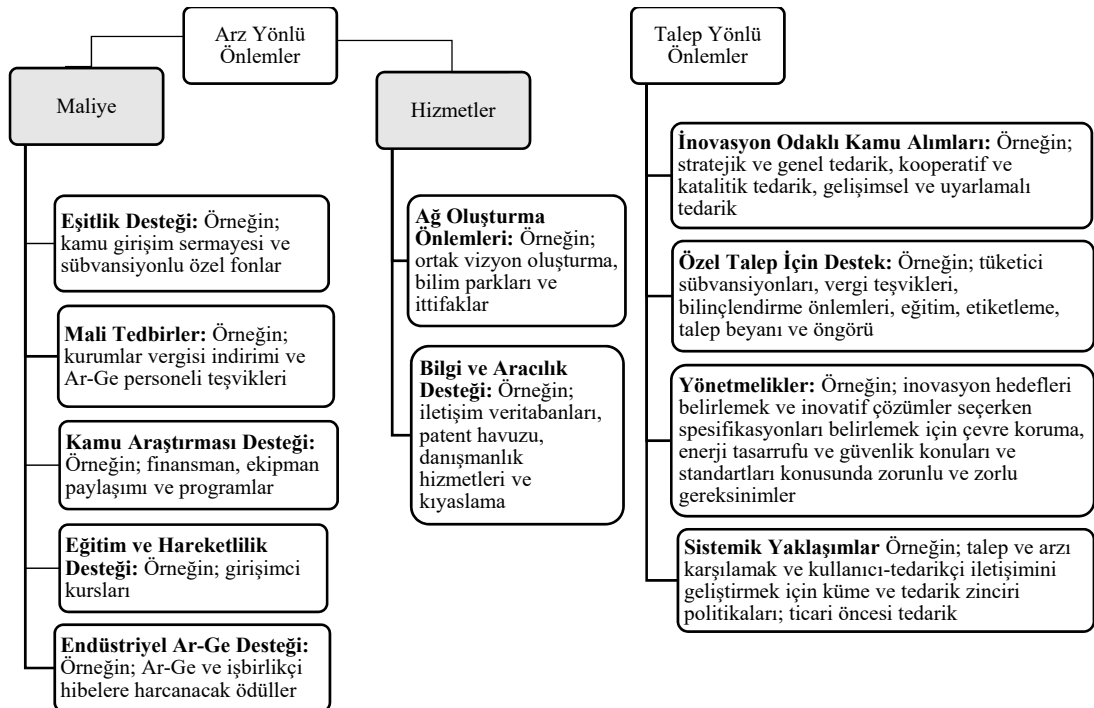 Arz Yönlü
Önlemler
Maliye
Eşitlik Desteği: Örneğin;
kamu girişim sermayesi ve
sübvansiyonlu özel fonlar
Mali Tedbirler: Örneğin;
kurumlar vergisi indirimi ve
Ar-Ge personeli teşvikleri
Kamu Araştırması Desteği:
Örneğin; finansman, ekipman
paylaşımı ve programlar
Eğitim ve Hareketlilik
Desteği: Örneğin; girişimci
kursları
Endüstriyel Ar-Ge Desteği:
Örneğin; Ar-Ge ve işbirlikçi
hibelere harcanacak ödüller
Hizmetler
Ağ Oluşturma
Önlemleri: Örneğin;
ortak vizyon oluşturma,
bilim parkları ve
ittifaklar
Bilgi ve Aracılık
Desteği: Örneğin;
iletişim veritabanları,
patent havuzu,
danışmanlık
hizmetleri ve
kıyaslama
Talep Yönlü
Önlemler
İnovasyon Odaklı Kamu Alımları: Örneğin;
stratejik ve genel tedarik, kooperatif ve
katalitik tedarik, gelişimsel ve uyarlamalı
tedarik
Özel Talep İçin Destek: Örneğin; tüketici
sübvansiyonları, vergi teşvikleri,
bilinçlendirme önlemleri, eğitim, etiketleme,
talep beyanı ve öngörü
Yönetmelikler: Örneğin; inovasyon hedefleri
belirlemek ve inovatif çözümler seçerken
spesifikasyonları belirlemek için çevre koruma,
enerji tasarrufu ve güvenlik konuları ve
standartları konusunda zorunlu ve zorlu
gereksinimler
Sistemik Yaklaşımlar Örneğin; talep ve arzı
karşılamak ve kullanıcı-tedarikçi iletişimini
geliştirmek için küme ve tedarik zinciri
politikaları; ticari öncesi tedarik